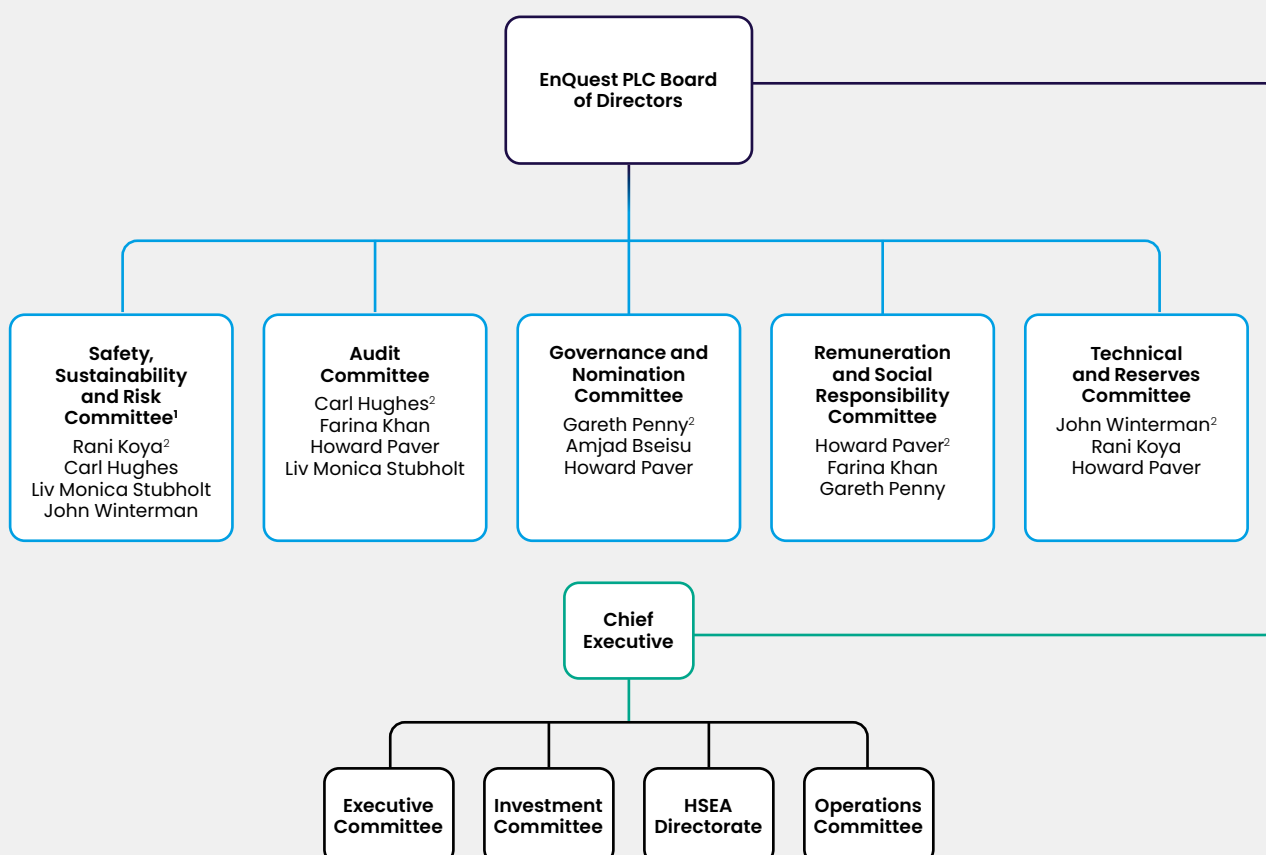 EnQuest PLC Board
of Directors
Safety,
Sustainability
and Risk
Committee¹
Rani Koya²
Carl Hughes
Liv Monica Stubholt
John Winterman
Audit
Committee
Carl Hughes²
Farina Khan
Howard Paver
Liv Monica Stubholt
Governance and
Nomination
Committee
Gareth Penny²
Amjad Bseisu
Howard Paver
Remuneration
and Social
Responsibility
Committee
Howard Paver²
Farina Khan
Gareth Penny
Technical
and Reserves
Committee
John Winterman²
Rani Koya
Howard Paver
Chief
Executive
Executive
Committee
Investment
Committee
HSEA
Directorate
Operations
Committee